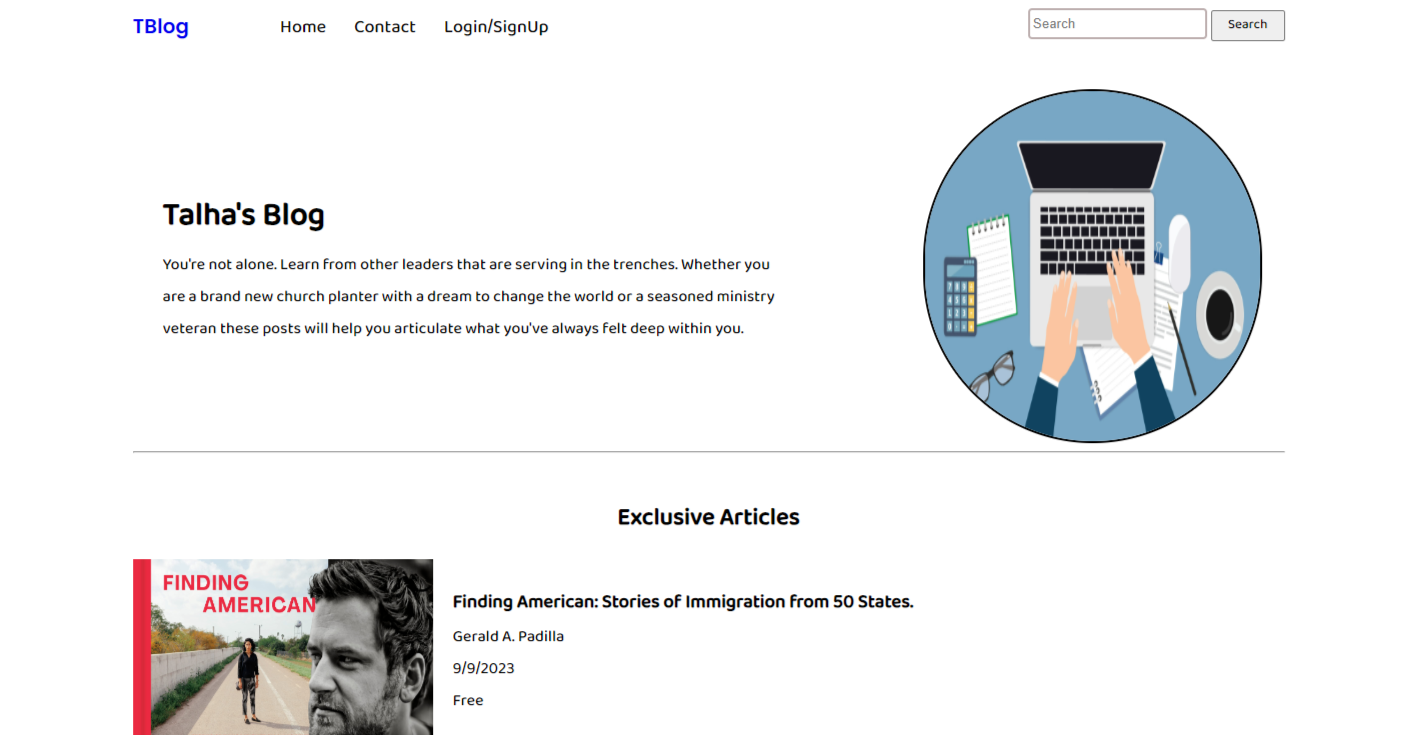 TBlog
Home
Contact
Login/SignUp
Search
Search
Talha's Blog
You're not alone. Learn from other leaders that are serving in the trenches. Whether you
are a brand new church planter with a dream to change the world or a seasoned ministry
veteran these posts will help you articulate what you've always felt deep within you.
Exclusive Articles
FINDING
AMERICAN
Finding American: Stories of Immigration from 50 States.
Gerald A. Padilla
9/9/2023
Free